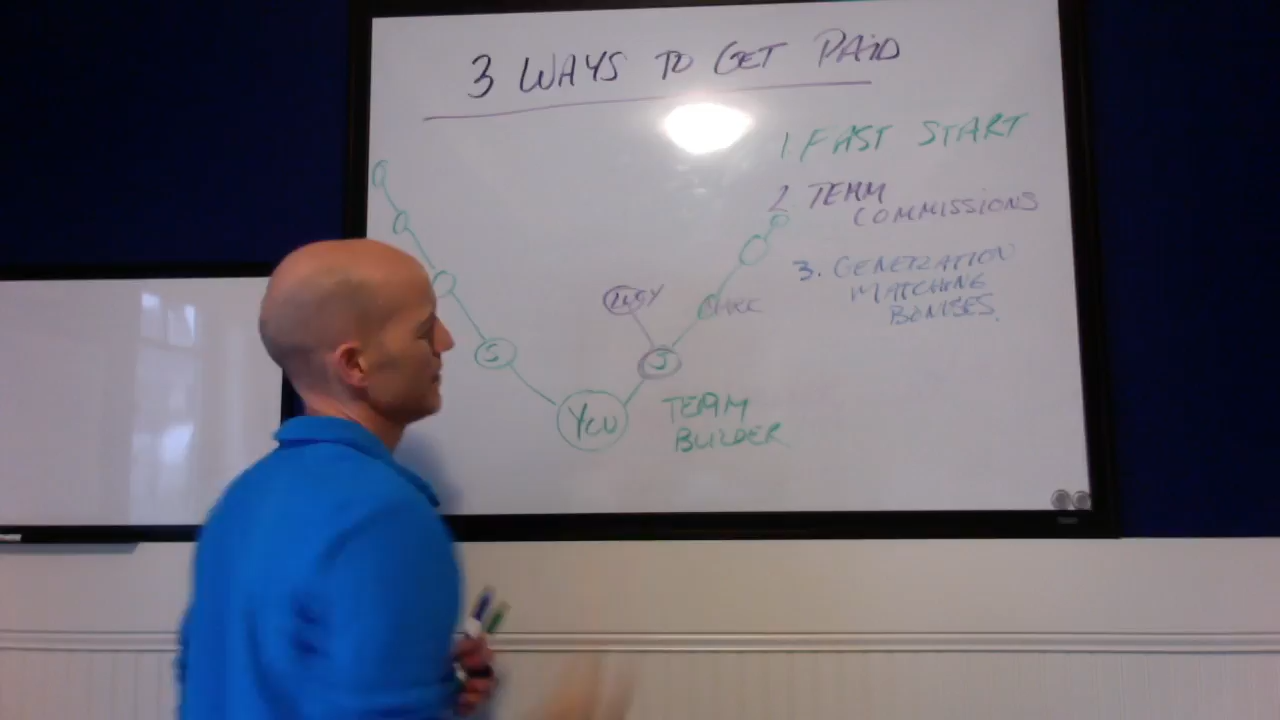 3 WAYS TO GET PAID
1 FAST START
2 TEAM
COMMISSIONS
3. GENERATION
MATCHING
BONUSES.
S
S
YOU
TEAM
BUILDER